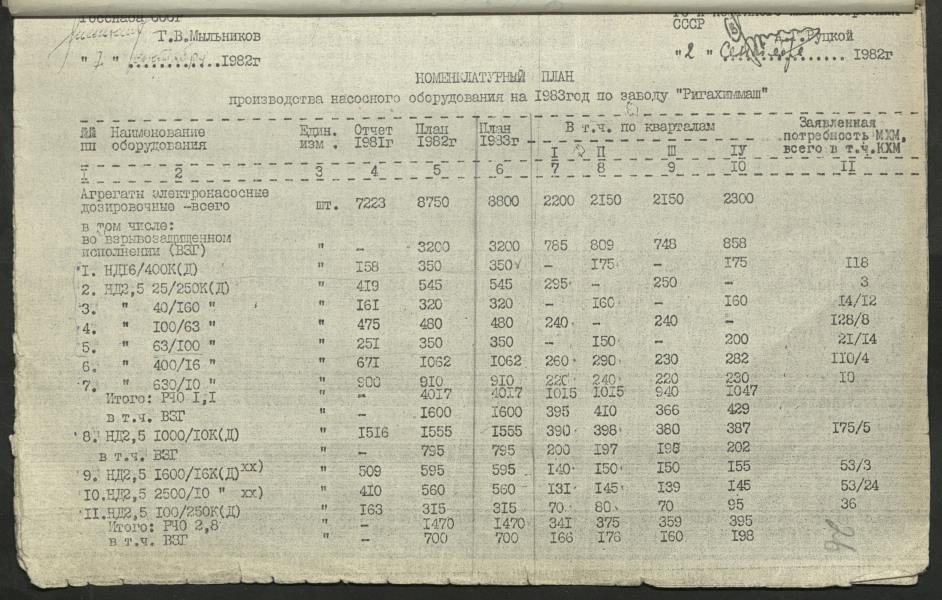 Госснаба СССР
СССР
Т.В.Мыльников
Руцкой
" 7 " ............1982г
"2 " Сентября 1982г
НОМЕНКЛАТУРНЫЙ ПЛАН
производства насосного оборудования на 1983год по заводу "Ригахиммаш"
№№ пп Наименование оборудования Един. изм. Отчет 1981г План 1982г План 1983г В т.ч. по кварталам Заявленная потребность МХМ, всего в т.ч.КХМ
I П Ш IУ
I 2 3 4 5 6 7 8 9 10 II
Агрегаты электронасосные
дозировочные -всего шт. 7223 8750 8800 2200 2150 2150 2300
в том числе:
во взрывозащищенном
исполнении (ВЗГ) " - 3200 3200 785 809 748 858
1. НД16/400К(Д) " 158 350 350 - 175 - 175 118
2. НД2,5 25/250К(Д) " 419 545 545 295 - 250 - 3
3. " 40/160 " " 161 320 320 - 160 - 160 14/12
4. " 100/63 " " 475 480 480 240 - 240 - 128/8
5. " 63/100 " " 251 350 350 - 150 - 200 21/14
6. " 400/16 " " 671 1062 1062 260 290 230 282 110/4
7. " 630/10 " " 900 910 910 220 240 220 230 10
Итого: РЧО I,I " - 4017 4017 1015 1015 940 1047
в т.ч. ВЗГ " - 1600 1600 395 410 366 429
8. НД2,5 1000/10К(Д) " 1516 1555 1555 390 398 380 387 175/5
в т.ч. ВЗГ " - 795 795 200 197 196 202
9. НД2,5 1600/16К(Д)хх) " 509 595 595 140 150 150 155 53/3
10.НД2,5 2500/10 " хх) " 410 560 560 131 145 139 145 53/24
11.НД2,5 100/250К(Д) " 163 315 315 70 80 70 95 36
Итого: РЧО 2,8 " - 1470 1470 341 375 359 395
в т.ч. ВЗГ " - 700 700 166 176 160 198
26